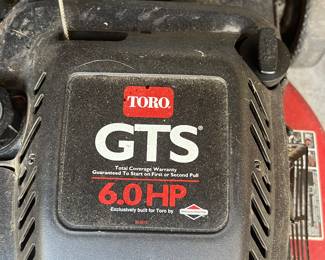 TORO®
GTS®
Total Coverage Warranty
Guaranteed To Start on First or Second Pull
6.0 HP
Exclusively built for Toro by